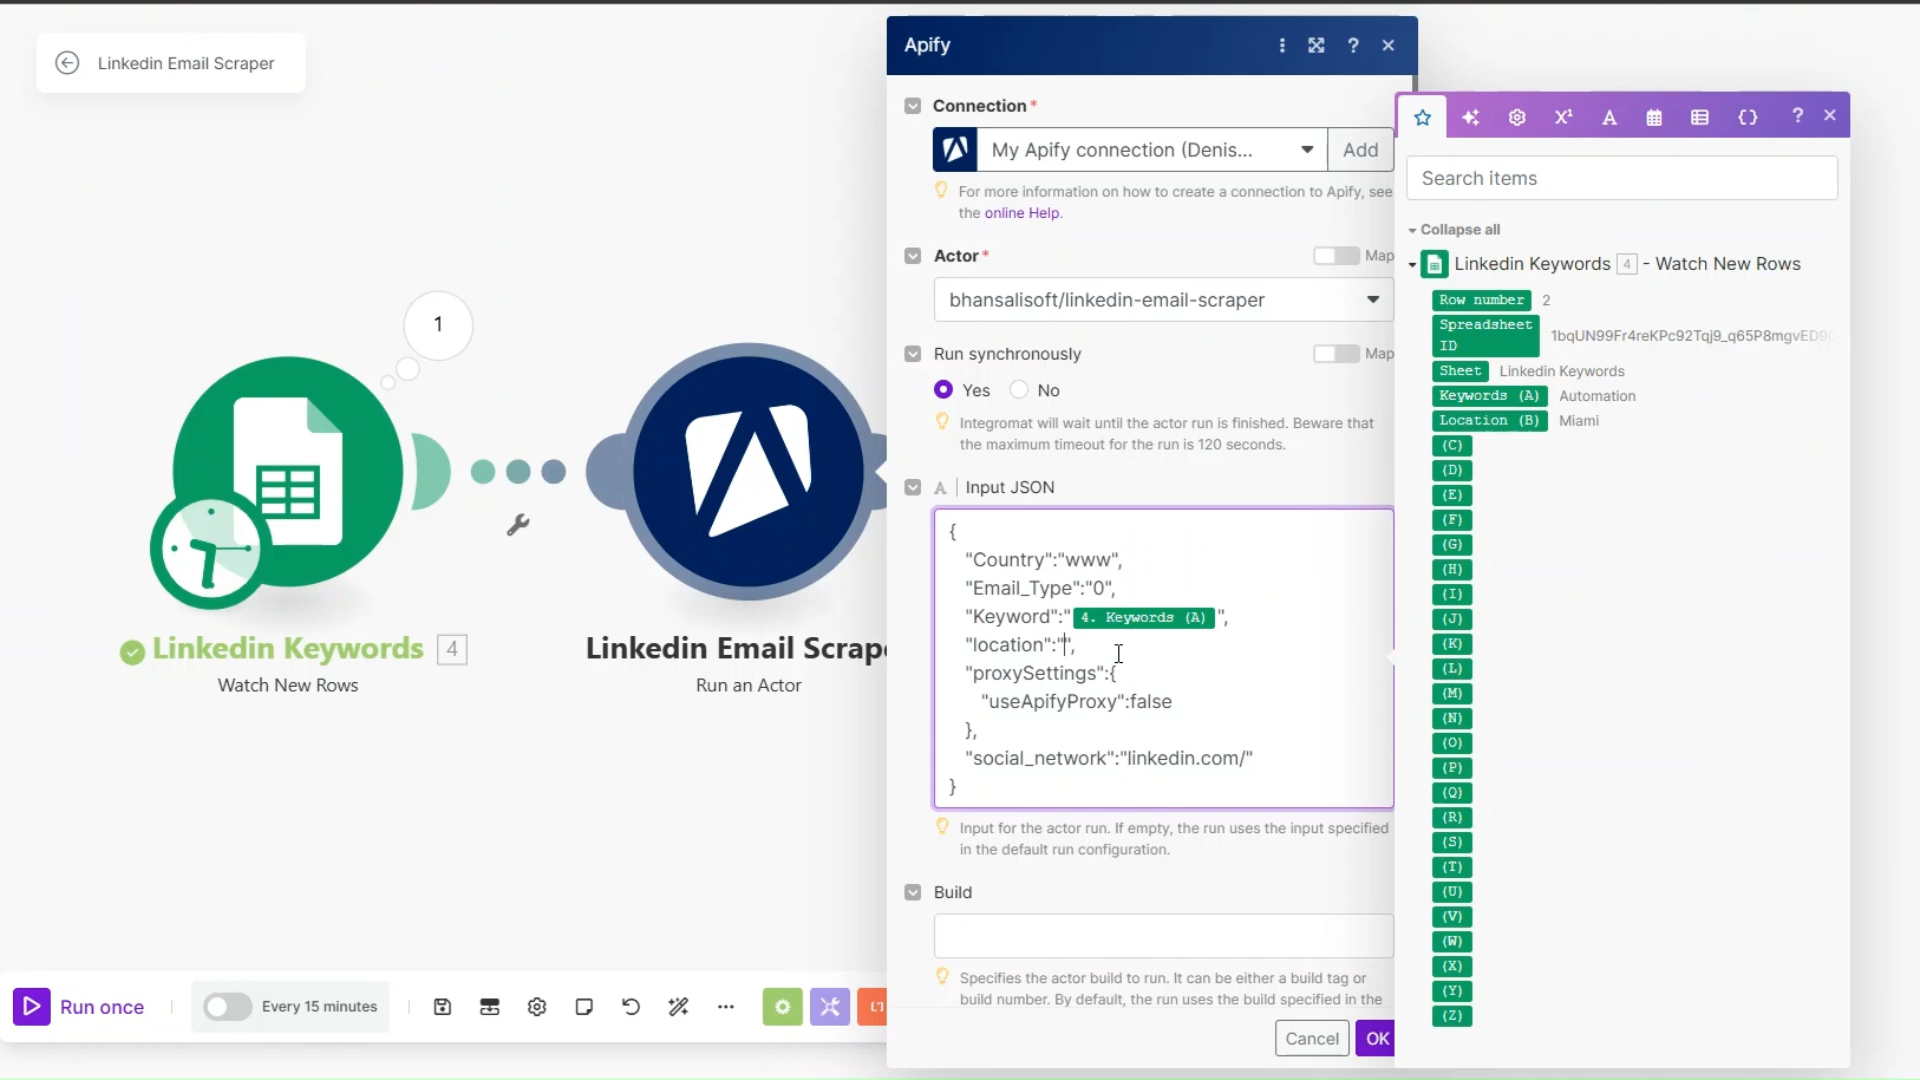 Linkedin Email Scraper
1
Linkedin Keywords 4
Watch New Rows
Linkedin Email Scrape
Run an Actor
Run once
Every 15 minutes
Apify
?
Connection *
My Apify connection (Denis...
Add
For more information on how to create a connection to Apify, see
the online Help.
Actor *
Map
bhansalisoft/linkedin-email-scraper
Run synchronously
Map
Yes
No
Integromat will wait until the actor run is finished. Beware that
the maximum timeout for the run is 120 seconds.
A | Input JSON
{
"Country":"www",
"Email_Type":"0",
"Keyword":" 4. Keywords (A) ",
"location":"",
"proxySettings":{
"useApifyProxy":false
},
"social_network":"linkedin.com/"
}
Input for the actor run. If empty, the run uses the input specified
in the default run configuration.
Build
Specifies the actor build to run. It can be either a build tag or
build number. By default, the run uses the build specified in the
Cancel
OK
X¹ A {} ?
Search items
Collapse all
Linkedin Keywords 4 - Watch New Rows
Row number 2
Spreadsheet
ID 1bqUN99Fr4reKPc92Tqj9_q65P8mgvED9
Sheet Linkedin Keywords
Keywords (A) Automation
Location (B) Miami
(C)
(D)
(E)
(F)
(G)
(H)
(I)
(J)
(K)
(L)
(M)
(N)
(O)
(P)
(Q)
(R)
(S)
(T)
(U)
(V)
(W)
(X)
(Y)
(Z)